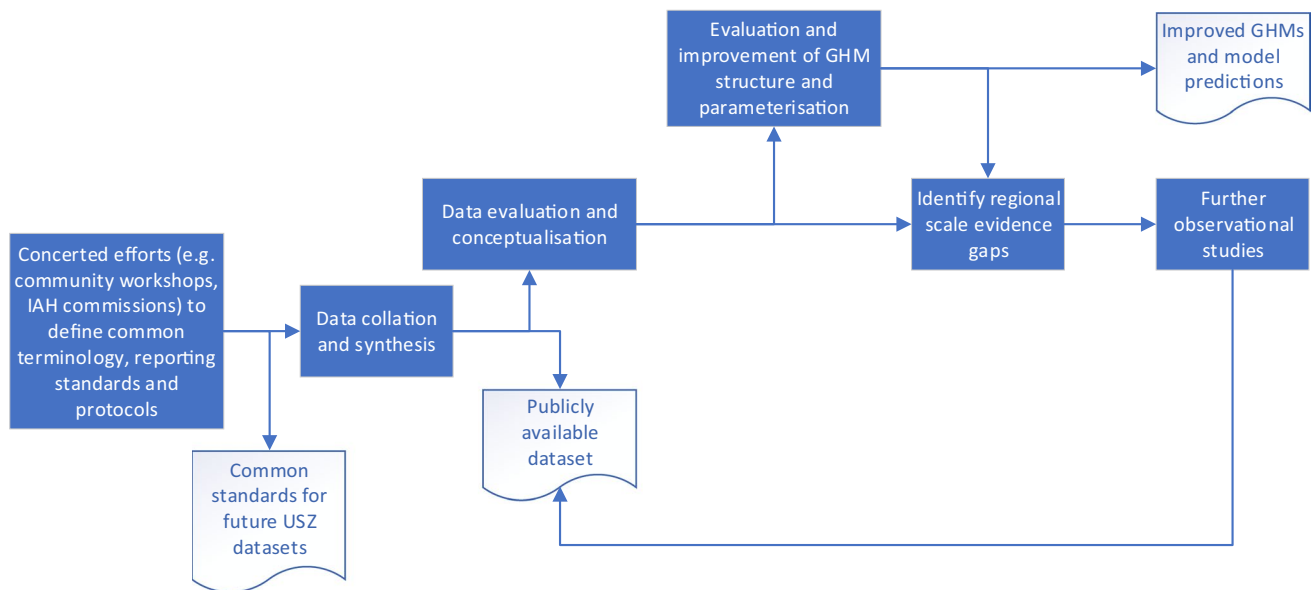 Evaluation and
improvement of GHM
structure and
parameterisation
Improved GHMs
and model
predictions
Data evaluation and
conceptualisation
Identify regional
scale evidence
gaps
Further
observational
studies
Concerted efforts (e.g.
community workshops,
IAH commissions) to
define common
terminology, reporting
standards and
protocols
Data collation
and synthesis
Publicly
available
dataset
Common
standards for
future USZ
datasets